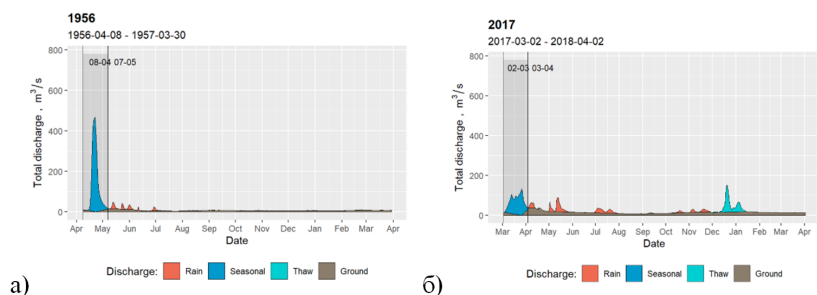 1956
1956-04-08 - 1957-03-30
800
600
400
200
0
Total discharge , m³/s
08-04 07-05
Apr May Jun Jul Aug Sep Oct Nov Dec Jan Feb Mar Apr
Date
Discharge: Rain Seasonal Thaw Ground
а)
2017
2017-03-02 - 2018-04-02
800
600
400
200
0
Total discharge , m³/s
02-03 03-04
Mar Apr May Jun Jul Aug Sep Oct Nov Dec Jan Feb Mar Apr
Date
Discharge: Rain Seasonal Thaw Ground
б)